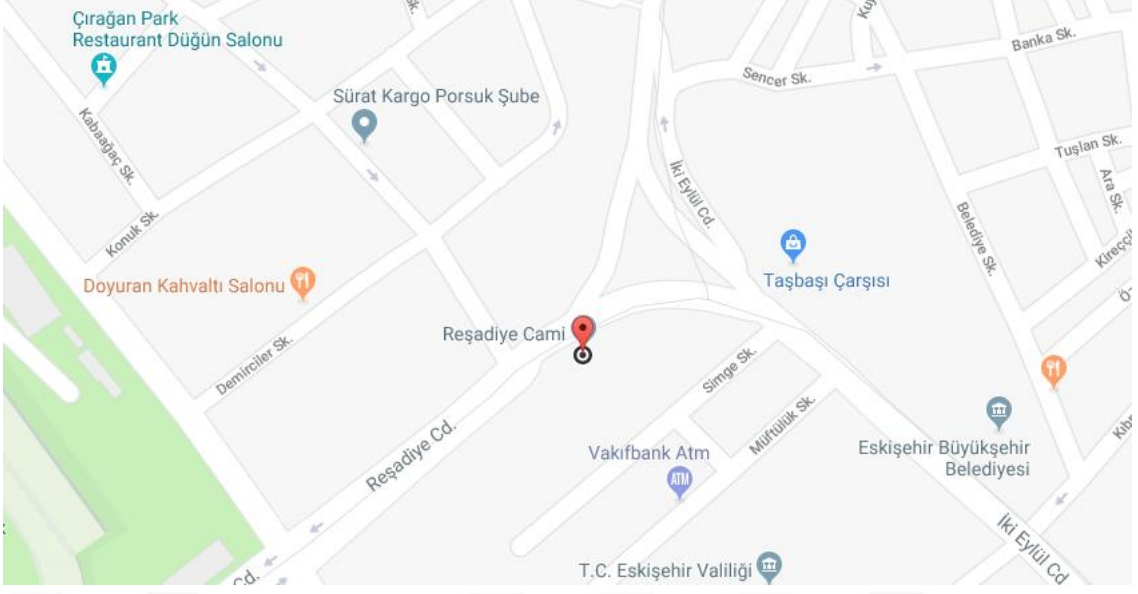 Çırağan Park
Restaurant Düğün Salonu
Banka Sk.
Sencer Sk.
Sürat Kargo Porsuk Şube
Kabaağaç Sk.
Tuşlan Sk.
Ara Sk.
İki Eylül Cd.
Belediye Sk.
Konuk Sk.
Taşbaşı Çarşısı
Doyuran Kahvaltı Salonu
Reşadiye Cami
Demirciler Sk.
Simge Sk.
Müftülük Sk.
Reşadiye Cd.
Vakıfbank Atm
ATM
Eskişehir Büyükşehir
Belediyesi
İki Eylül Cd
T.C. Eskişehir Valiliği
Cd.